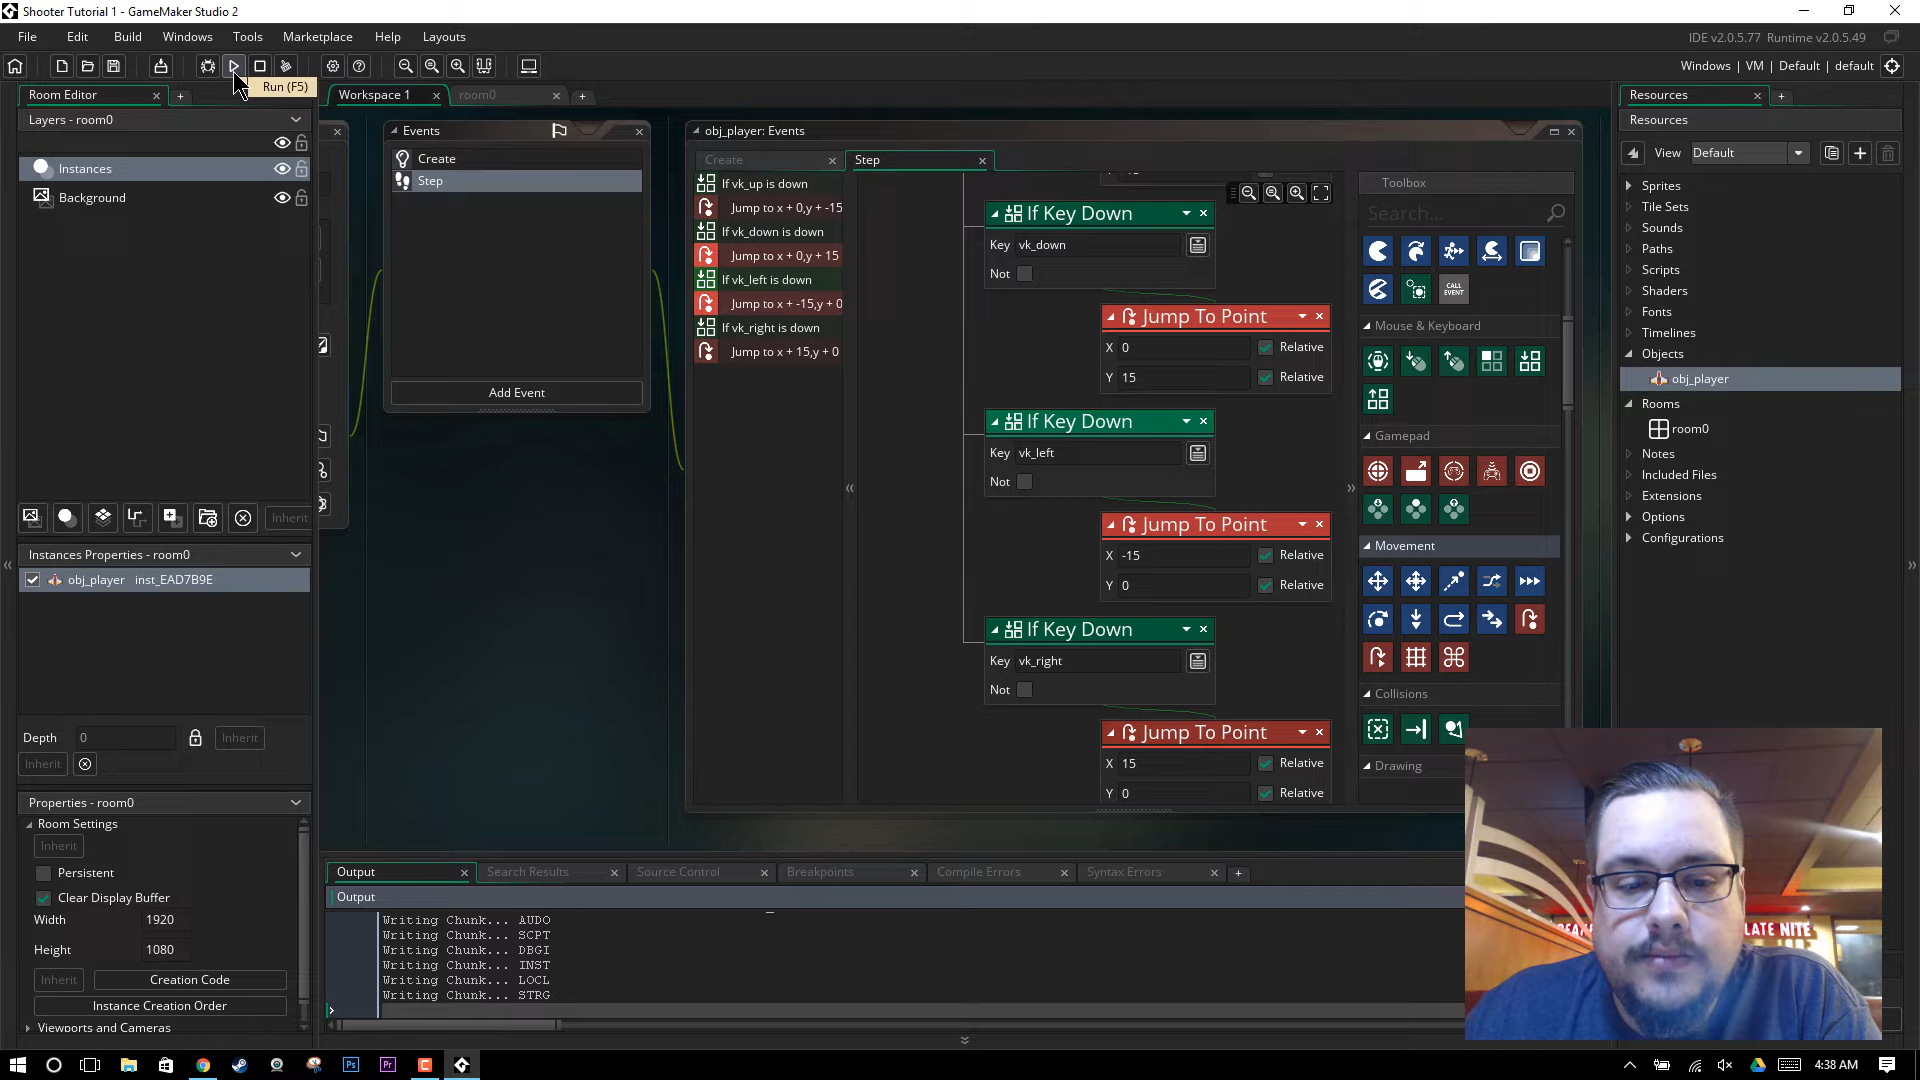 Shooter Tutorial 1 - GameMaker Studio 2
File Edit Build Windows Tools Marketplace Help Layouts
IDE v2.0.5.77 Runtime v2.0.5.49
Windows | VM | Default | default
Run (F5)
Room Editor
Workspace 1
room0
Resources
Layers - room0
Resources
Instances
Background
Events
Create
Step
Add Event
obj_player: Events
Create
Step
If vk_up is down
Jump to x + 0,y + -15
If vk_down is down
Jump to x + 0,y + 15
If vk_left is down
Jump to x + -15,y + 0
If vk_right is down
Jump to x + 15,y + 0
If Key Down
Key vk_down
Not
Jump To Point
X 0 Relative
Y 15 Relative
If Key Down
Key vk_left
Not
Jump To Point
X -15 Relative
Y 0 Relative
If Key Down
Key vk_right
Not
Jump To Point
X 15 Relative
Y 0 Relative
Toolbox
Search...
CALL
EVENT
Mouse & Keyboard
Gamepad
Movement
Collisions
Drawing
View Default
Sprites
Tile Sets
Sounds
Paths
Scripts
Shaders
Fonts
Timelines
Objects
obj_player
Rooms
room0
Notes
Included Files
Extensions
Options
Configurations
Inherit
Instances Properties - room0
obj_player inst_EAD7B9E
Depth 0 Inherit
Inherit
Properties - room0
Room Settings
Inherit
Persistent
Clear Display Buffer
Width 1920
Height 1080
Inherit Creation Code
Instance Creation Order
Viewports and Cameras
Output
Search Results
Source Control
Breakpoints
Compile Errors
Syntax Errors
Output
Writing Chunk... AUDO
Writing Chunk... SCPT
Writing Chunk... DBGI
Writing Chunk... INST
Writing Chunk... LOCL
Writing Chunk... STRG
LATE NITE
Ps
Pr
4:38 AM